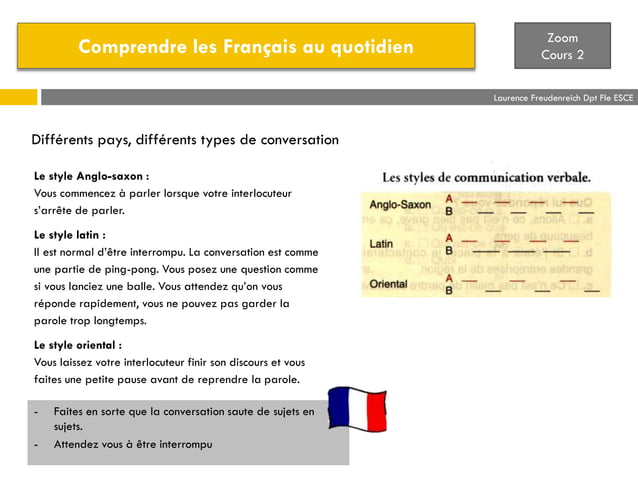 Comprendre les Français au quotidien
Zoom
Cours 2
Laurence Freudenreich Dpt Fle ESCE
Différents pays, différents types de conversation
Le style Anglo-saxon :
Vous commencez à parler lorsque votre interlocuteur
s'arrête de parler.
Le style latin :
Il est normal d'être interrompu. La conversation est comme
une partie de ping-pong. Vous posez une question comme
si vous lanciez une balle. Vous attendez qu'on vous
réponde rapidement, vous ne pouvez pas garder la
parole trop longtemps.
Le style oriental :
Vous laissez votre interlocuteur finir son discours et vous
faites une petite pause avant de reprendre la parole.
- Faites en sorte que la conversation saute de sujets en
sujets.
- Attendez vous à être interrompu
Les styles de communication verbale.
Anglo-Saxon A
B
Latin A
B
Oriental A
B